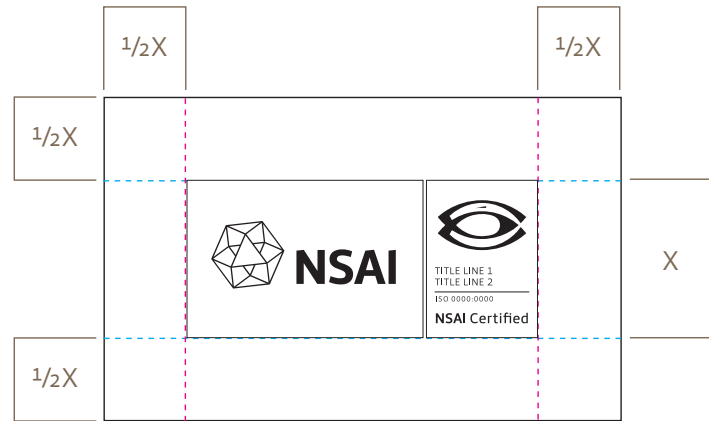 ½X
½X
½X
NSAI
TITLE LINE 1
TITLE LINE 2
ISO 0000:0000
NSAI Certified
X
½X